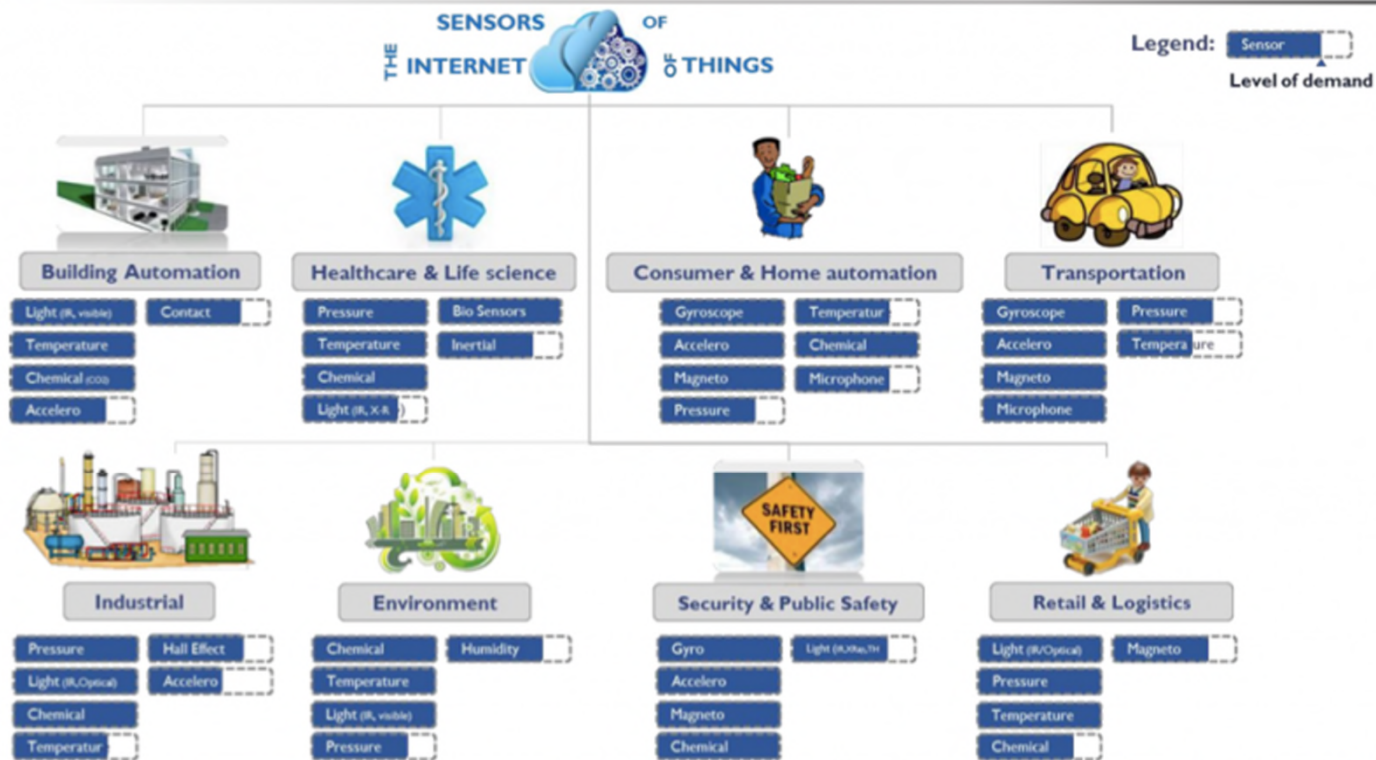 SENSORS OF
THE INTERNET OF THINGS
Legend: Sensor
Level of demand
Building Automation
Light (IR, visible)
Contact
Temperature
Chemical (CO2)
Accelero
Healthcare & Life science
Pressure
Bio Sensors
Temperature
Inertial
Chemical
Light (IR, X-R )
Consumer & Home automation
Gyroscope
Temperatur
Accelero
Chemical
Magneto
Microphone
Pressure
Transportation
Gyroscope
Pressure
Accelero
Temperature
Magneto
Microphone
SAFETY
FIRST
Industrial
Pressure
Hall Effect
Light (IR,Optical)
Accelero
Chemical
Temperatur
Environment
Chemical
Humidity
Temperature
Light (IR, visible)
Pressure
Security & Public Safety
Gyro
Light (IR,XRay,TH
Accelero
Magneto
Chemical
Retail & Logistics
Light (IR/Optical)
Magneto
Pressure
Temperature
Chemical